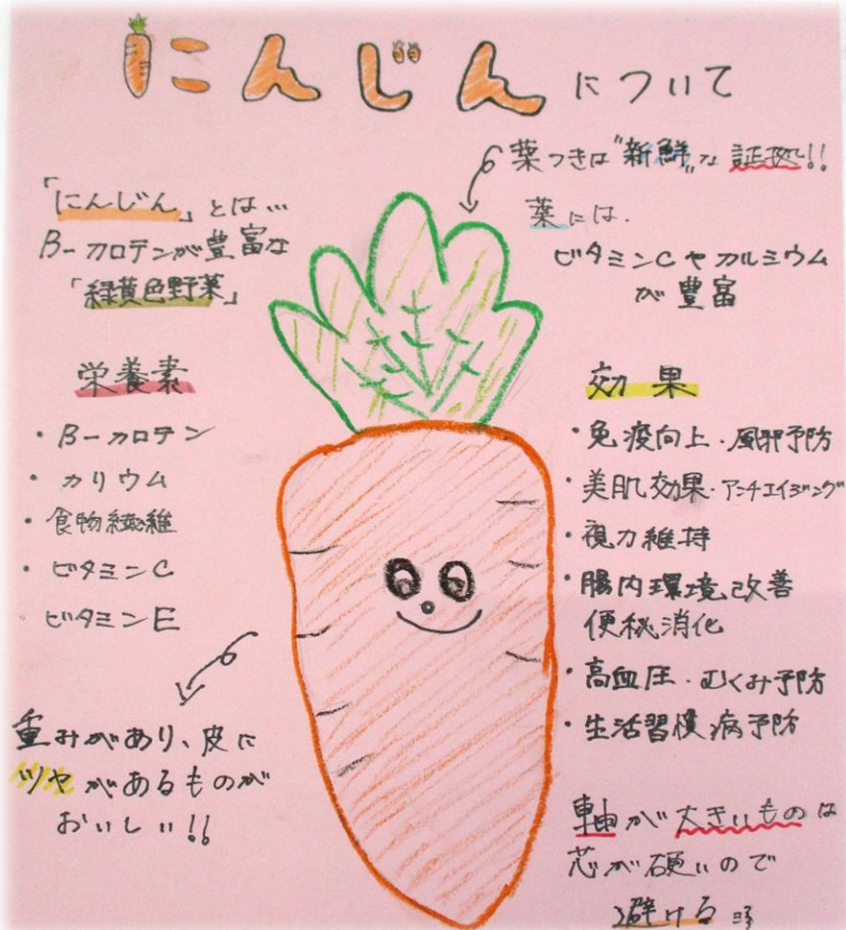 にんじんについて
葉つきは"新鮮"な証拠!!
「にんじん」とは…
β-カロテンが豊富な
「緑黄色野菜」
葉には、
ビタミンCやカルシウム
が豊富
栄養素
・β-カロテン
・カリウム
・食物繊維
・ビタミンC
ビタミンE
重みがあり、皮に
ツヤがあるものが
おいしい!!
効果
・免疫向上・風邪予防
・美肌効果・アンチエイジング
・視力維持
・腸内環境改善
便秘消化
・高血圧・むくみ予防
・生活習慣病予防
軸が大きいものは
芯が硬いので
避ける